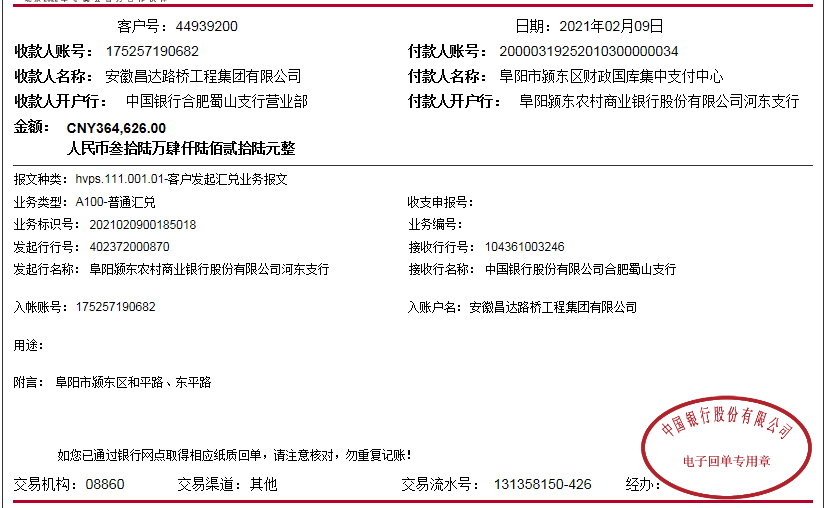 客户号：44939200 日期：2021年02月09日
收款人账号：175257190682 付款人账号：20000319252010300000034
收款人名称：安徽昌达路桥工程集团有限公司 付款人名称：阜阳市颍东区财政国库集中支付中心
收款人开户行：中国银行合肥蜀山支行营业部 付款人开户行：阜阳颍东农村商业银行股份有限公司河东支行
金额：CNY364,626.00
人民币叁拾陆万肆仟陆佰贰拾陆元整
报文种类：hvps.111.001.01-客户发起汇兑业务报文
业务类型：A100-普通汇兑 收支申报号：
业务标识号：2021020900185018 业务编号：
发起行行号：402372000870 接收行行号：104361003246
发起行名称：阜阳颍东农村商业银行股份有限公司河东支行 接收行名称：中国银行股份有限公司合肥蜀山支行
入帐账号：175257190682 入账户名：安徽昌达路桥工程集团有限公司
用途：
附言：阜阳市颍东区和平路、东平路
中国银行股份有限公司
电子回单专用章
如您已通过银行网点取得相应纸质回单，请注意核对，勿重复记账！
交易机构：08860 交易渠道：其他 交易流水号：131358150-426 经办：